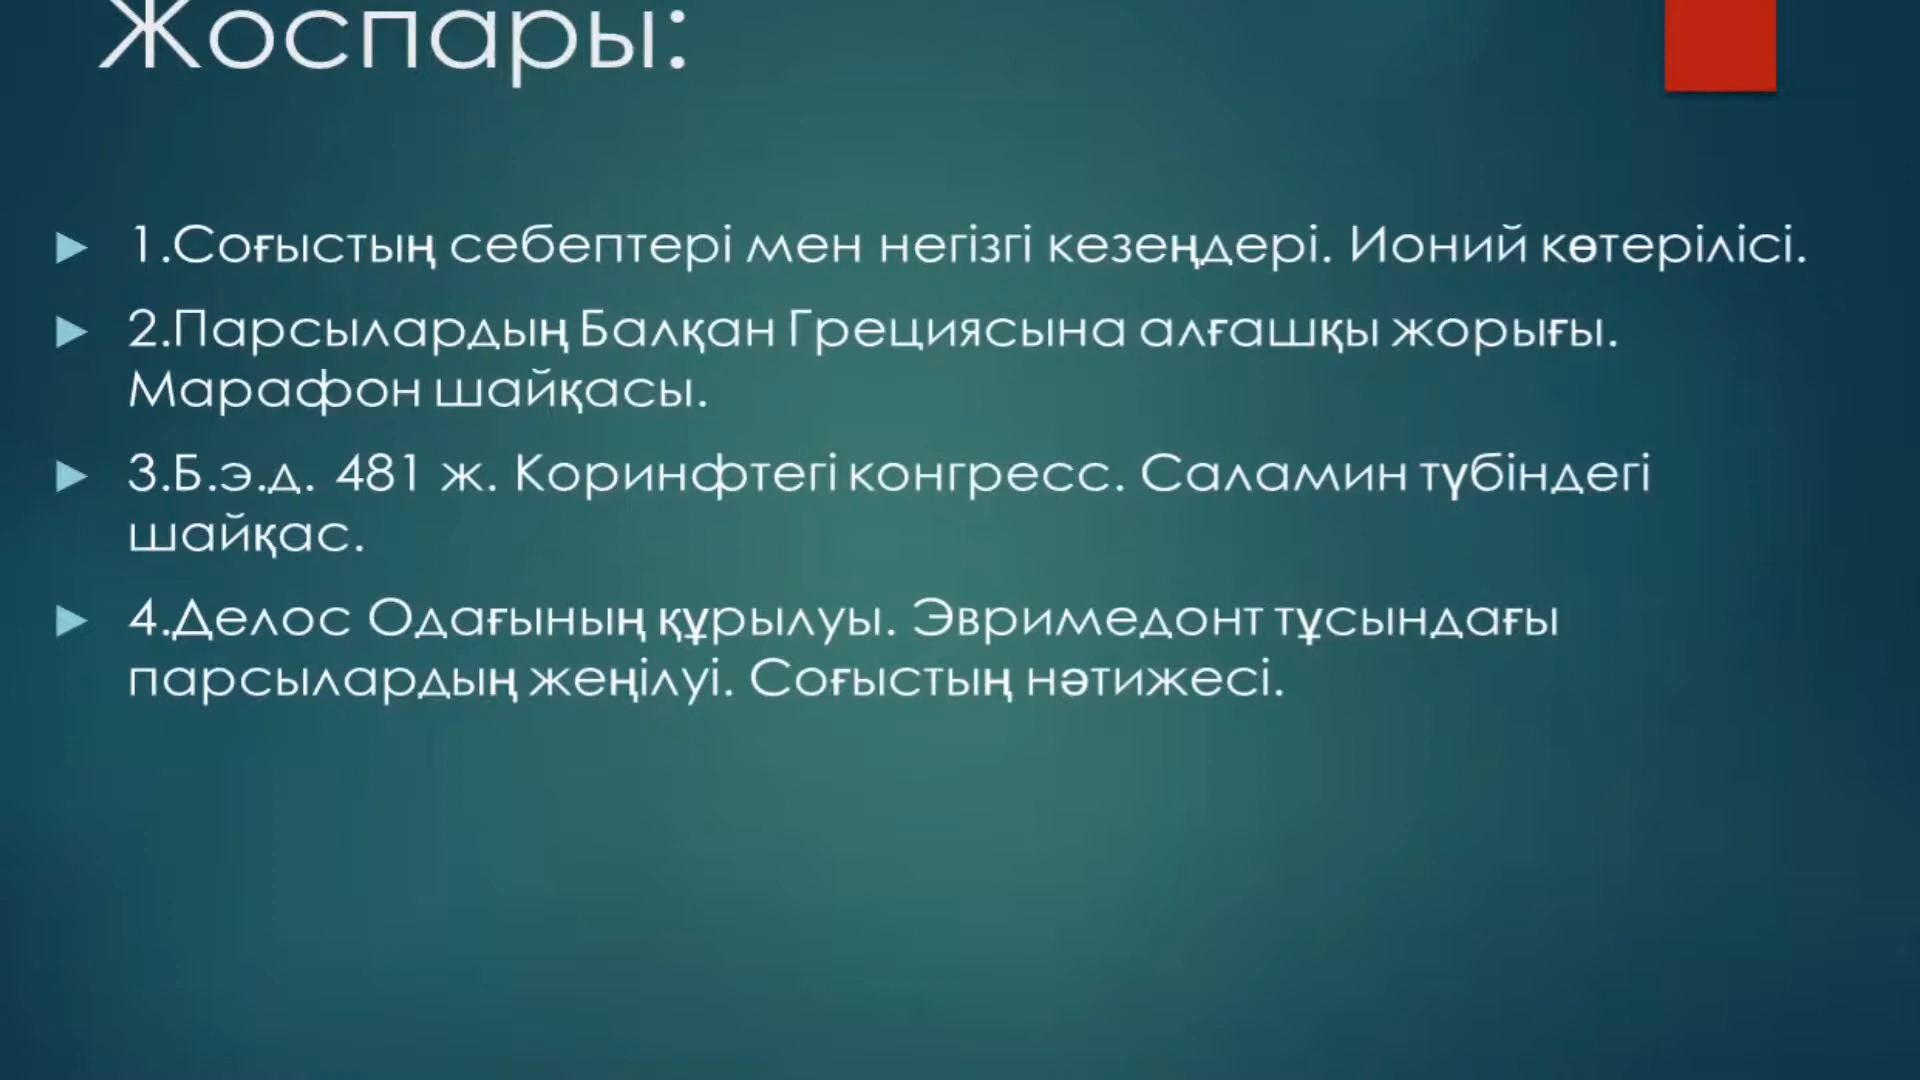 Жоспары:
1.Соғыстың себептері мен негізгі кезеңдері. Ионий көтерілісі.
2.Парсылардың Балқан Грециясына алғашқы жорығы.
Марафон шайқасы.
3.Б.э.д. 481 ж. Коринфтегі конгресс. Саламин түбіндегі
шайқас.
4.Делос Одағының құрылуы. Эвримедонт тұсындағы
парсылардың жеңілуі. Соғыстың нәтижесі.